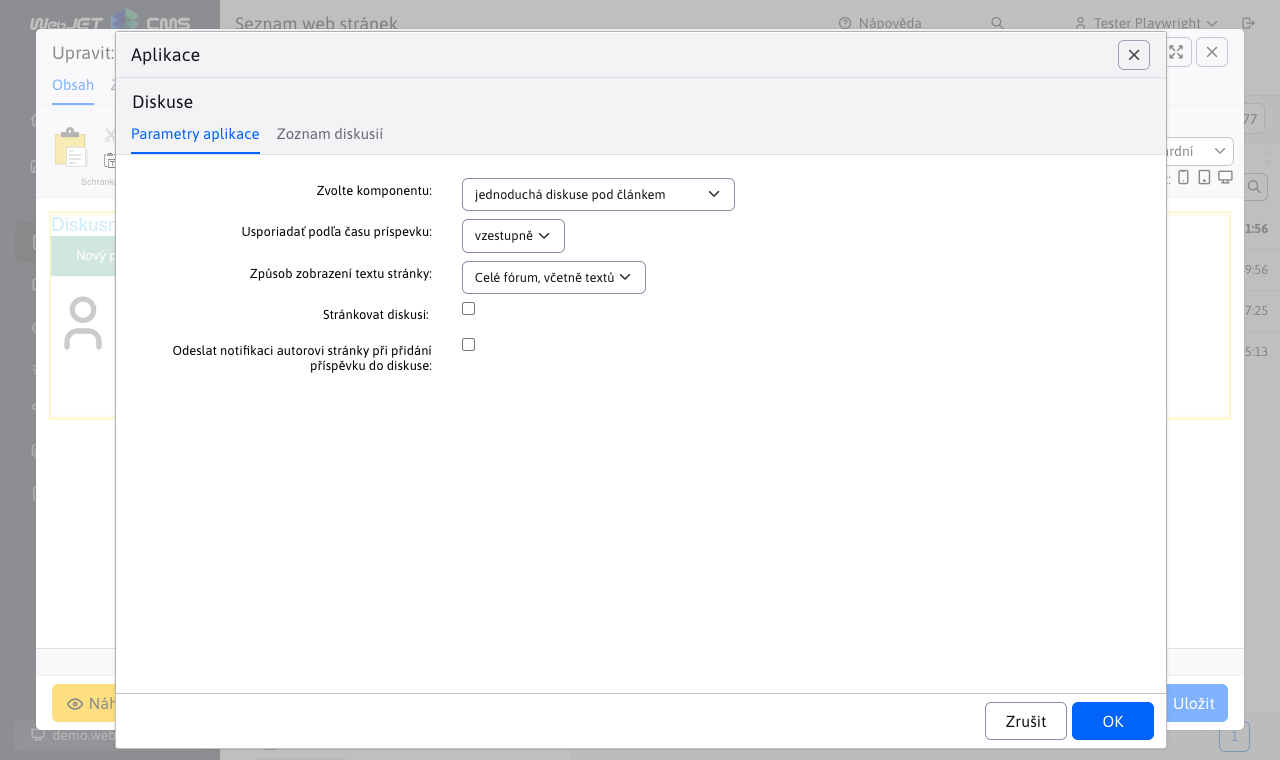 WebJET CMS
Seznam web stránek
Nápověda
Tester Playwright
Upravit:
Aplikace
Obsah
Diskuse
Parametry aplikace
Zoznam diskusií
77
rdní
Schránka
Zvolte komponentu:
jednoduchá diskuse pod článkem
Diskusn
1:56
Usporiadať podľa času príspevku:
vzestupně
Nový p
9:56
Způsob zobrazení textu stránky:
Celé fórum, včetně textů
7:25
Stránkovat diskusi:
5:13
Odeslat notifikaci autorovi stránky při přidání
příspěvku do diskuse:
Náh
Uložit
Zrušit
OK
demo.web
1